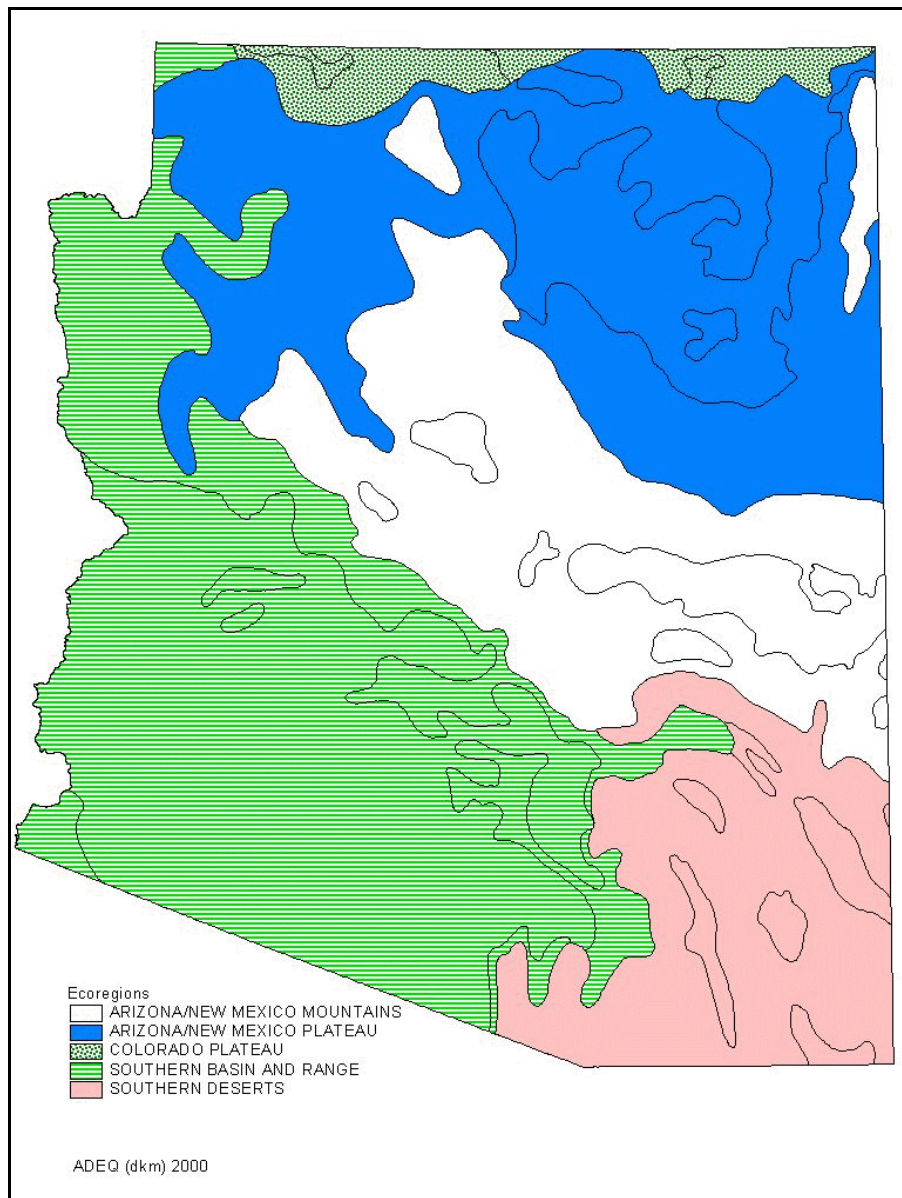 Ecoregions
ARIZONA/NEW MEXICO MOUNTAINS
ARIZONA/NEW MEXICO PLATEAU
COLORADO PLATEAU
SOUTHERN BASIN AND RANGE
SOUTHERN DESERTS
ADEQ (dkm) 2000